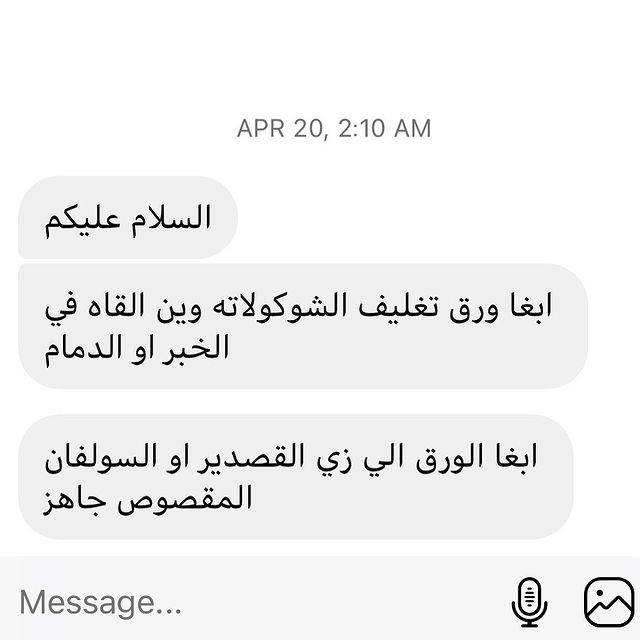 APR 20, 2:10 AM
السلام عليكم
ابغا ورق تغليف الشوكولاته وين القاه في
الخبر او الدمام
ابغا الورق الي زي القصدير او السولفان
المقصوص جاهز
Message...